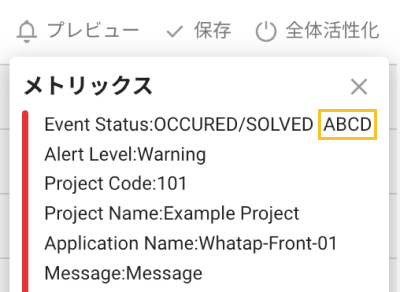 プレビュー 保存 全体活性化
メトリックス
Event Status:OCCURED/SOLVED ABCD
Alert Level:Warning
Project Code:101
Project Name:Example Project
Application Name:Whatap-Front-01
Message:Message